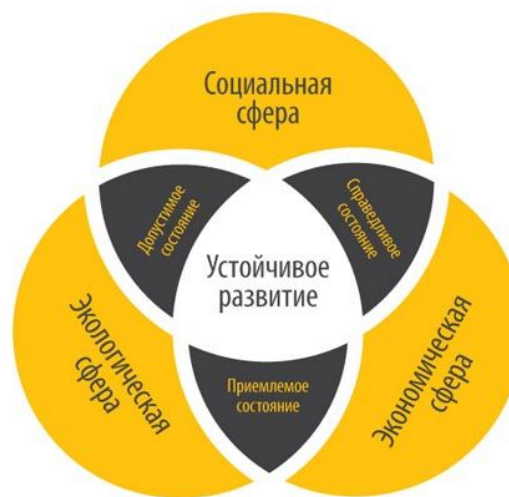 Социальная
сфера
Допустимое
состояние
Справедливое
состояние
Устойчивое
развитие
Экологическая
сфера
Приемлемое
состояние
Экономическая
сфера